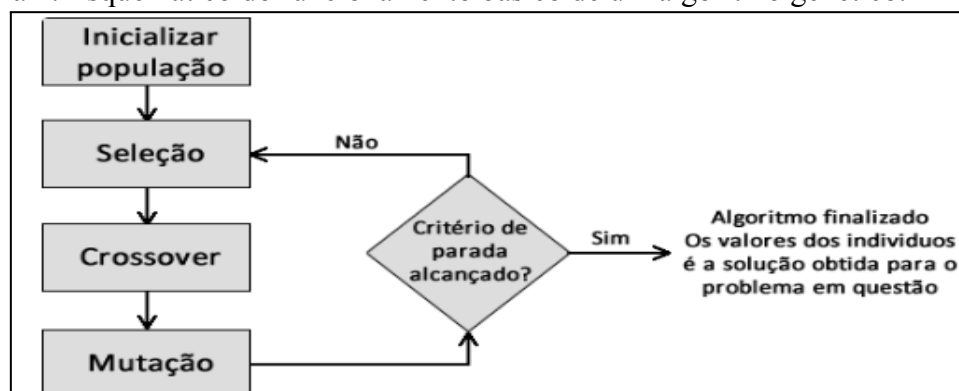 Inicializar
população
Seleção
Não
Crossover
Critério de
parada
alcançado?
Sim
Algoritmo finalizado
Os valores dos individuos
é a solução obtida para o
problema em questão
Mutação